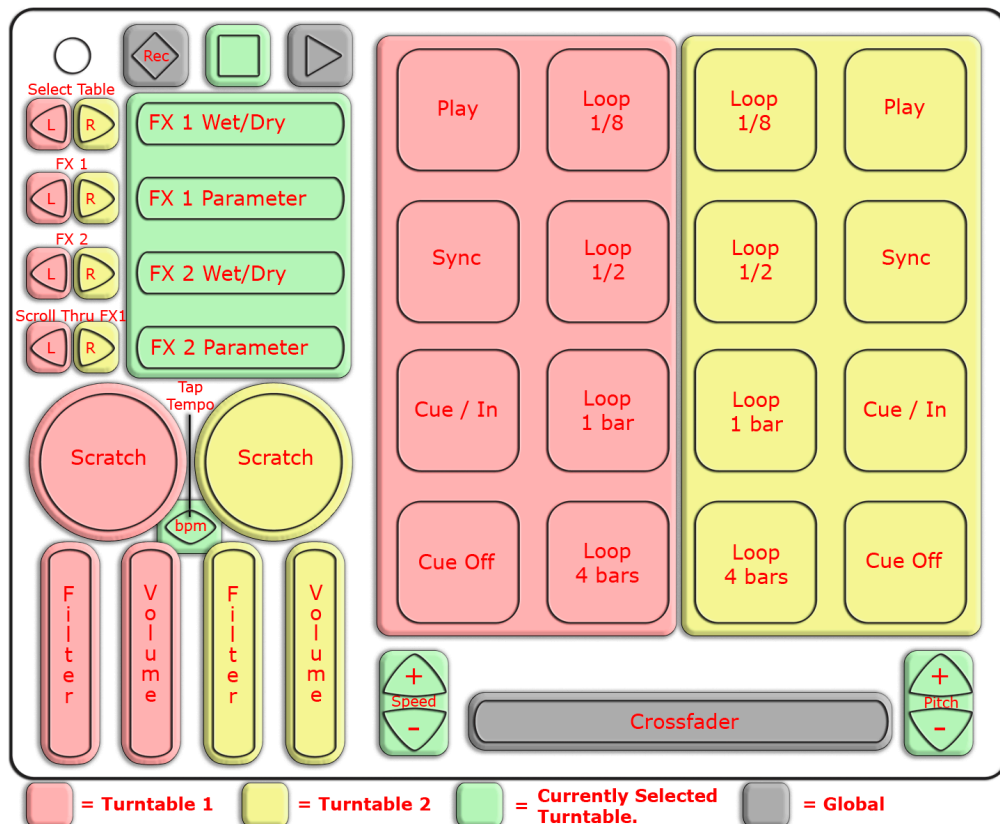 Rec
Select Table
L R
FX 1 Wet/Dry
FX 1
L R
FX 1 Parameter
FX 2
L R
FX 2 Wet/Dry
Scroll Thru FX1
L R
FX 2 Parameter
Tap
Tempo
Scratch
Scratch
bpm
Filter
Volume
Filter
Volume
Play
Loop
1/8
Loop
1/8
Play
Sync
Loop
1/2
Loop
1/2
Sync
Cue / In
Loop
1 bar
Loop
1 bar
Cue / In
Cue Off
Loop
4 bars
Loop
4 bars
Cue Off
+
Speed
-
Crossfader
+
Pitch
-
= Turntable 1
= Turntable 2
= Currently Selected
Turntable.
= Global